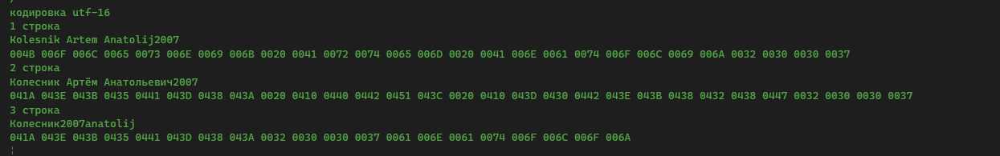 кодировка utf-16
1 строка
Kolesnik Artem Anatolij2007
004B 006F 006C 0065 0073 006E 0069 006B 0020 0041 0072 0074 0065 006D 0020 0041 006E 0061 0074 006F 006C 0069 006A 0032 0030 0030 0037
2 строка
Колесник Артём Анатольевич2007
041A 043E 043B 0435 0441 043D 0438 043A 0020 0410 0440 0442 0451 043C 0020 0410 043D 0430 0442 043E 043B 0438 0432 0438 0447 0032 0030 0030 0037
3 строка
Колесник2007anatolij
041A 043E 043B 0435 0441 043D 0438 043A 0032 0030 0030 0037 0061 006E 0061 0074 006F 006C 006F 006A